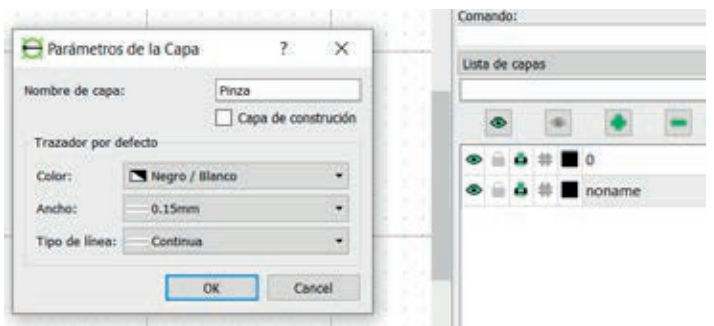 Parámetros de la Capa ? X
Nombre de capa: Pinza
Capa de construción
Trazador por defecto
Color: Negro / Blanco
Ancho: 0.15mm
Tipo de línea: Continua
OK Cancel
Comando:
Lista de capas
0
noname